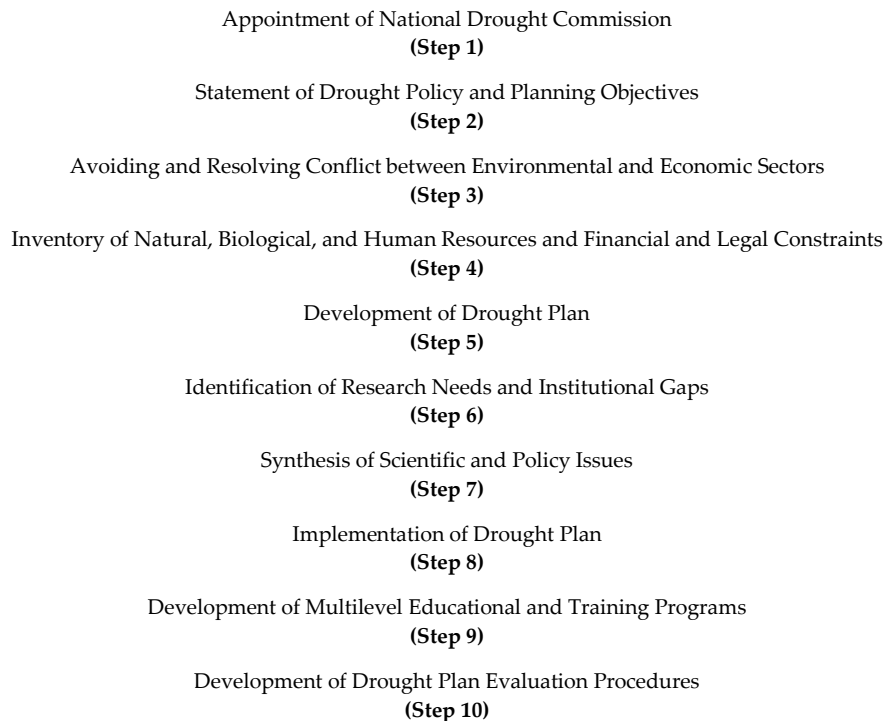 Appointment of National Drought Commission
(Step 1)
Statement of Drought Policy and Planning Objectives
(Step 2)
Avoiding and Resolving Conflict between Environmental and Economic Sectors
(Step 3)
Inventory of Natural, Biological, and Human Resources and Financial and Legal Constraints
(Step 4)
Development of Drought Plan
(Step 5)
Identification of Research Needs and Institutional Gaps
(Step 6)
Synthesis of Scientific and Policy Issues
(Step 7)
Implementation of Drought Plan
(Step 8)
Development of Multilevel Educational and Training Programs
(Step 9)
Development of Drought Plan Evaluation Procedures
(Step 10)